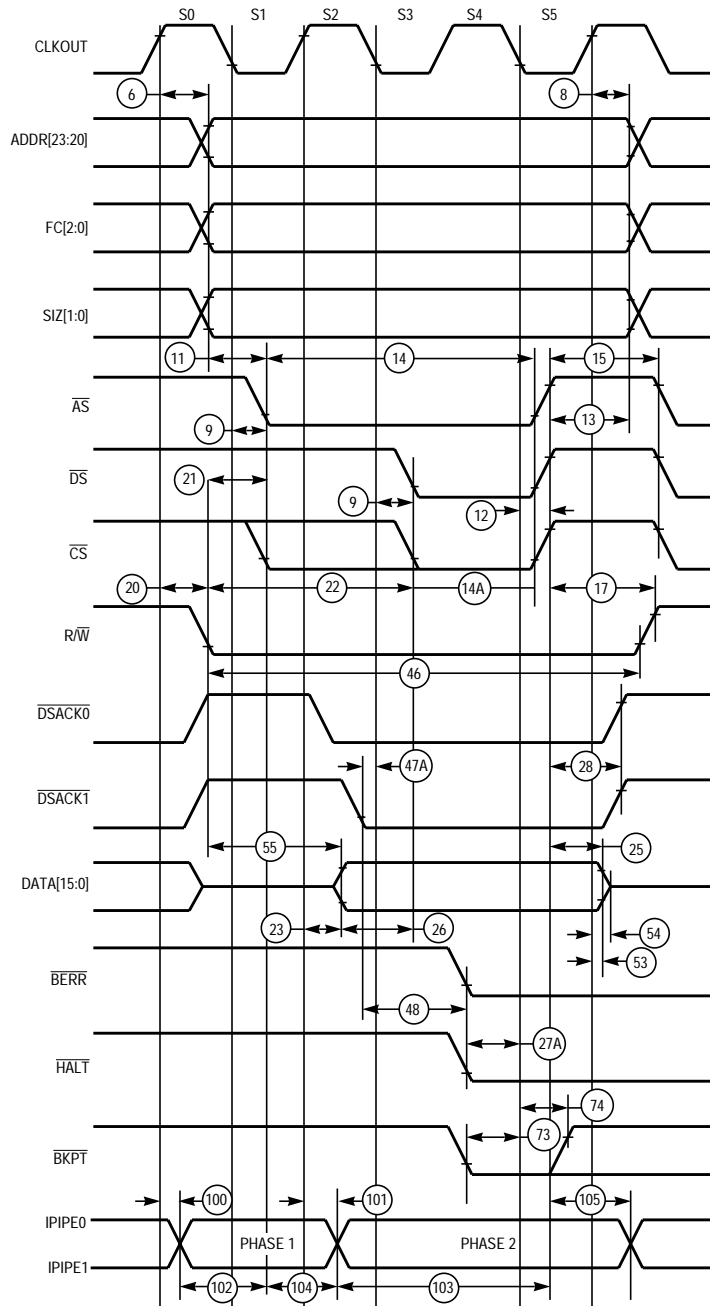 S0 S1 S2 S3 S4 S5
CLKOUT
6 8
ADDR[23:20]
FC[2:0]
SIZ[1:0]
11 14 15
AS
13
9
DS
21
9
12
CS
20 22 14A 17
R/W
46
DSACK0
47A 28
DSACK1
55 25
DATA[15:0]
23 26 54
53
BERR
48
27A
HALT
74
73
BKPT
100 101 105
IPIPE0
PHASE 1 PHASE 2
IPIPE1
102 104 103